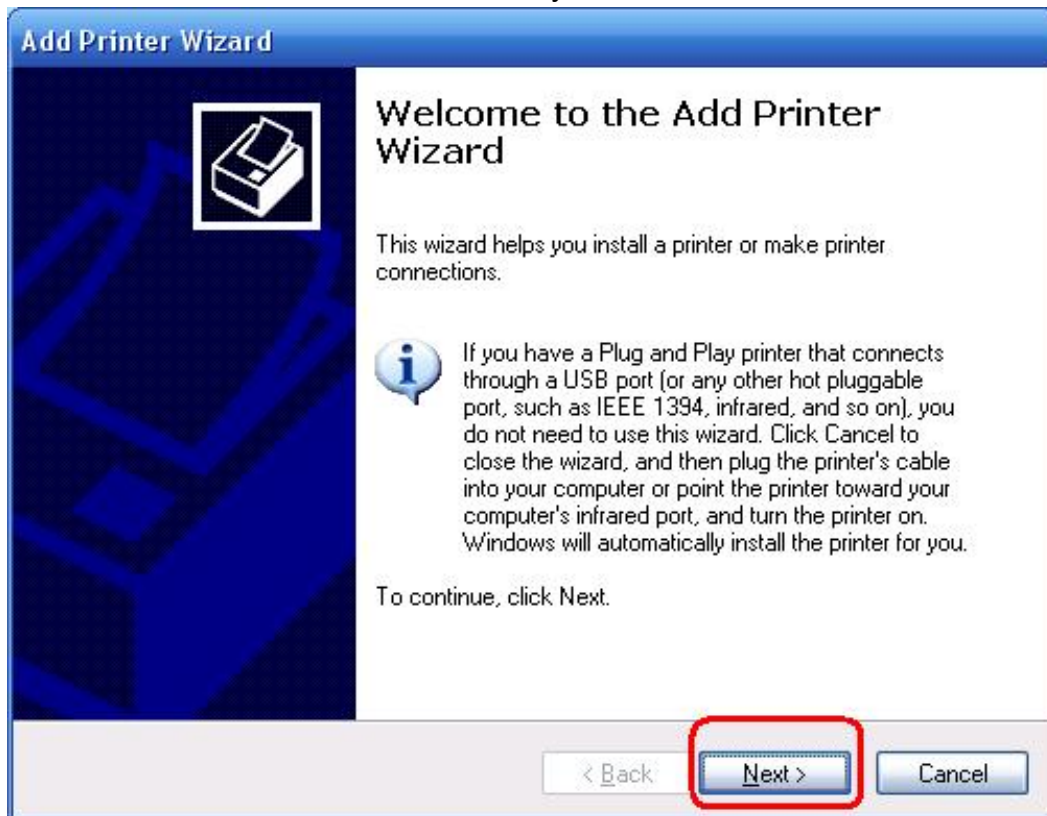 Add Printer Wizard
Welcome to the Add Printer
Wizard
This wizard helps you install a printer or make printer
connections.
If you have a Plug and Play printer that connects
through a USB port (or any other hot pluggable
port, such as IEEE 1394, infrared, and so on), you
do not need to use this wizard. Click Cancel to
close the wizard, and then plug the printer's cable
into your computer or point the printer toward your
computer's infrared port, and turn the printer on.
Windows will automatically install the printer for you.
To continue, click Next.
< Back Next > Cancel